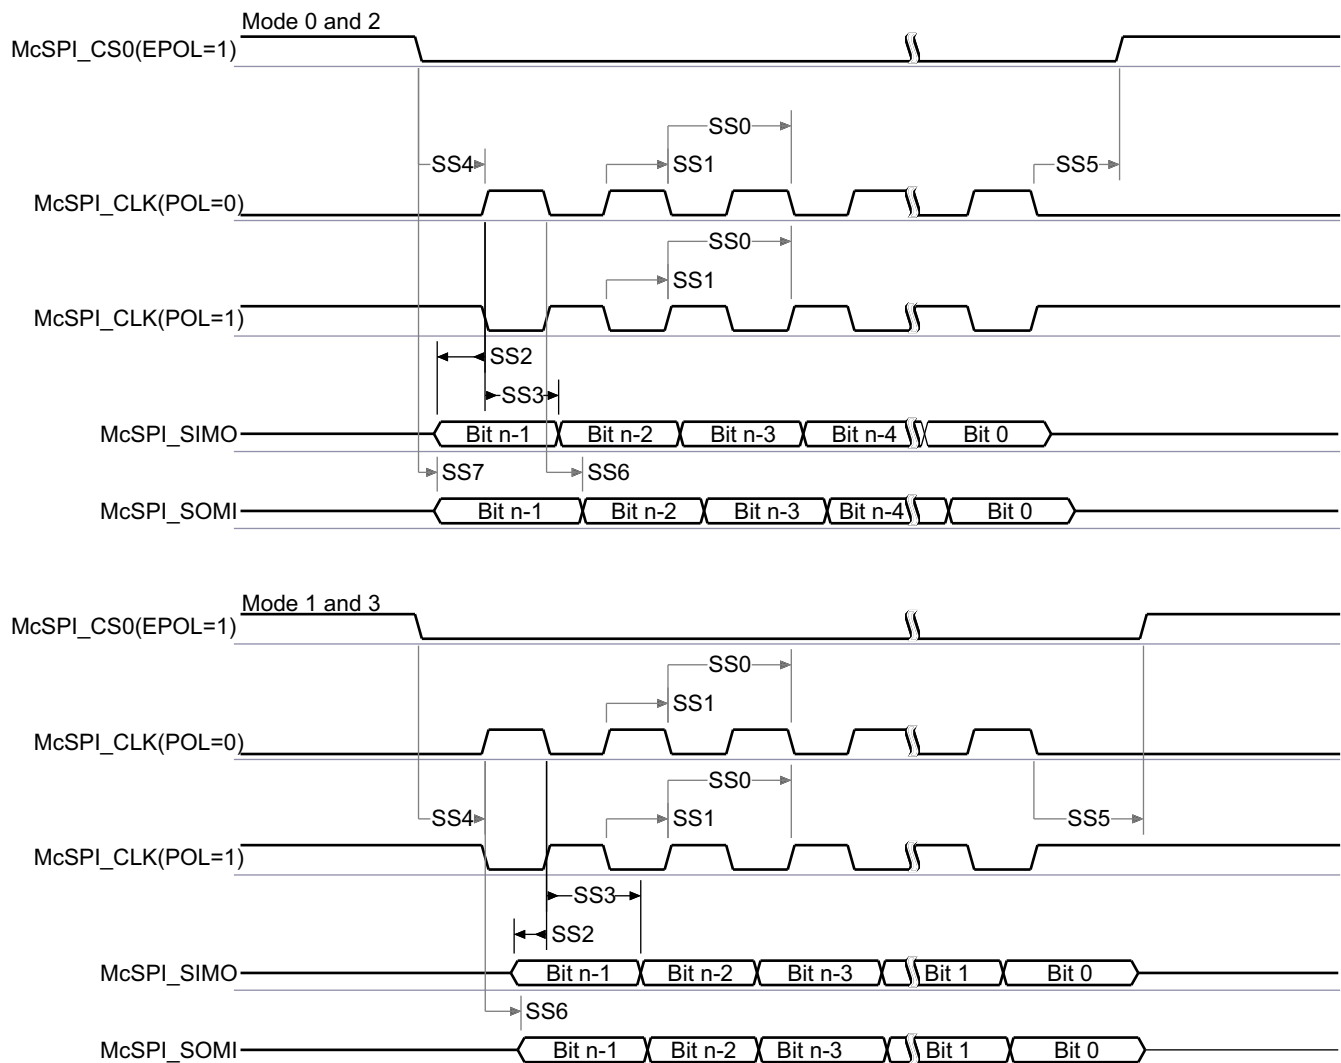 Mode 0 and 2
McSPI_CS0(EPOL=1)
SS0
SS4
SS1
SS5
McSPI_CLK(POL=0)
SS0
SS1
McSPI_CLK(POL=1)
SS2
SS3
McSPI_SIMO
Bit n-1 Bit n-2 Bit n-3 Bit n-4 Bit 0
SS7 SS6
McSPI_SOMI
Bit n-1 Bit n-2 Bit n-3 Bit n-4 Bit 0
Mode 1 and 3
McSPI_CS0(EPOL=1)
SS0
SS1
McSPI_CLK(POL=0)
SS0
SS4
SS1
SS5
McSPI_CLK(POL=1)
SS3
SS2
McSPI_SIMO
Bit n-1 Bit n-2 Bit n-3 Bit 1 Bit 0
SS6
McSPI_SOMI
Bit n-1 Bit n-2 Bit n-3 Bit 1 Bit 0